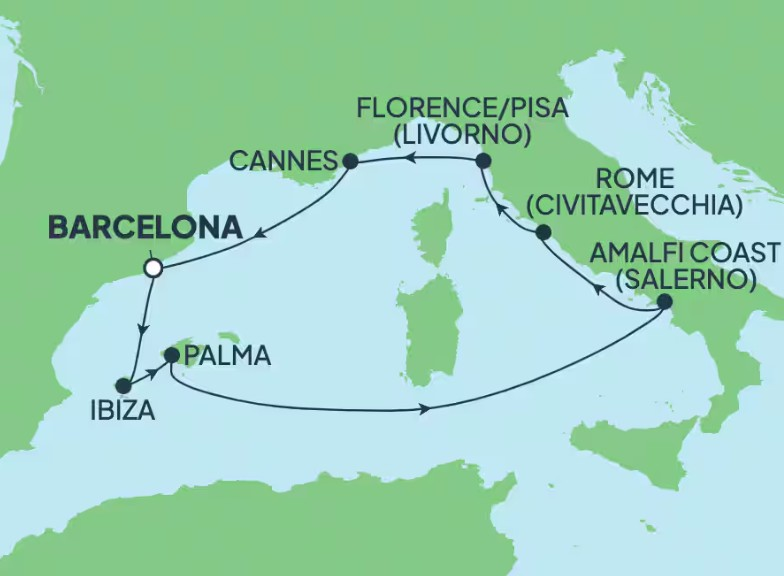 FLORENCE/PISA
(LIVORNO)
CANNES
ROME
(CIVITAVECCHIA)
BARCELONA
AMALFI COAST
(SALERNO)
PALMA
IBIZA